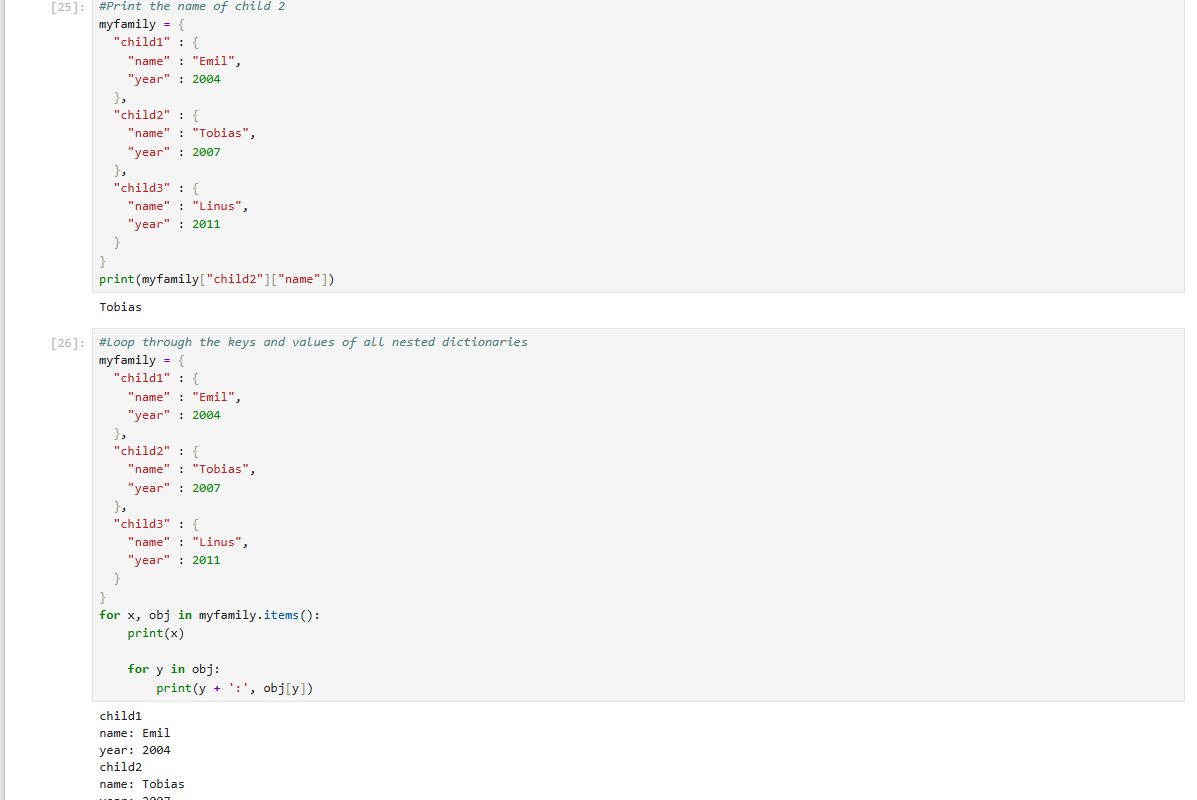 [25]: #Print the name of child 2
myfamily = {
  "child1" : {
    "name" : "Emil",
    "year" : 2004
  },
  "child2" : {
    "name" : "Tobias",
    "year" : 2007
  },
  "child3" : {
    "name" : "Linus",
    "year" : 2011
  }
}
print(myfamily["child2"]["name"])
Tobias
[26]: #Loop through the keys and values of all nested dictionaries
myfamily = {
  "child1" : {
    "name" : "Emil",
    "year" : 2004
  },
  "child2" : {
    "name" : "Tobias",
    "year" : 2007
  },
  "child3" : {
    "name" : "Linus",
    "year" : 2011
  }
}
for x, obj in myfamily.items():
    print(x)

    for y in obj:
        print(y + ':', obj[y])
child1
name: Emil
year: 2004
child2
name: Tobias
year: 2007